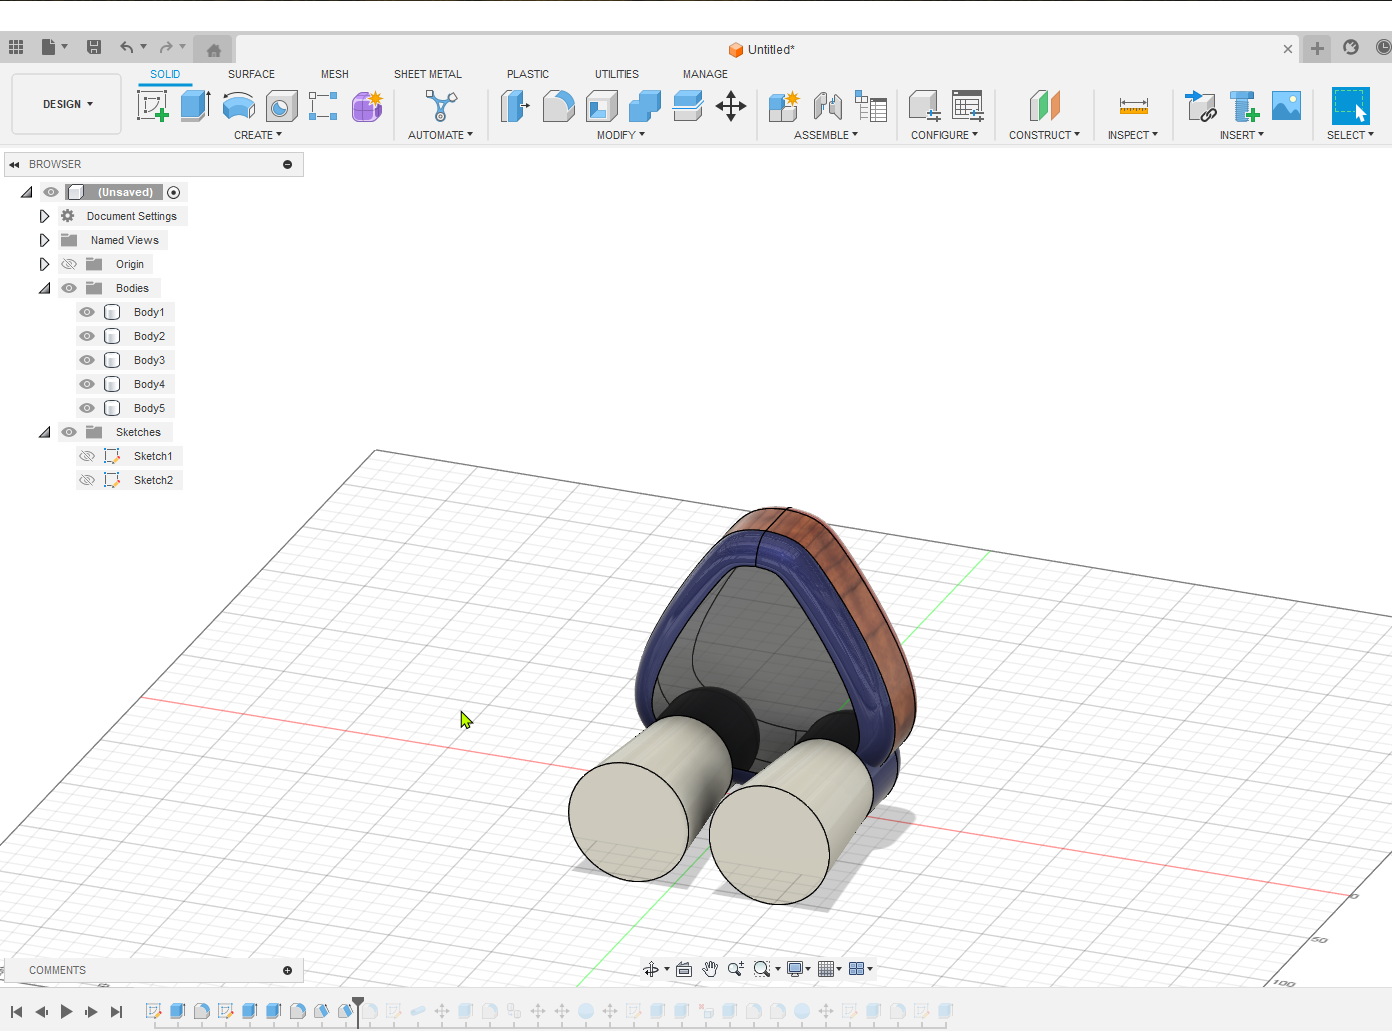 Untitled*
SOLID SURFACE MESH SHEET METAL PLASTIC UTILITIES MANAGE
DESIGN
CREATE AUTOMATE MODIFY ASSEMBLE CONFIGURE CONSTRUCT INSPECT INSERT SELECT
BROWSER
(Unsaved)
Document Settings
Named Views
Origin
Bodies
Body1
Body2
Body3
Body4
Body5
Sketches
Sketch1
Sketch2
0
50
100
COMMENTS